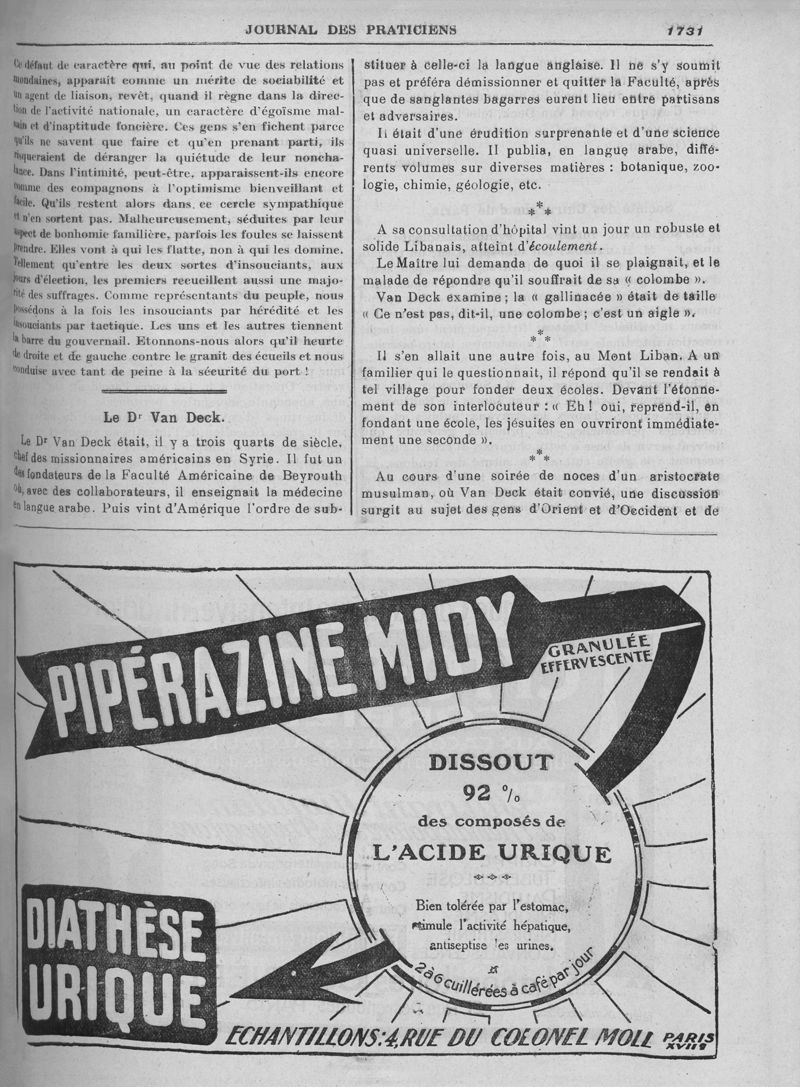 JOURNAL DES PRATICIENS
1731
Ce défaut de caractère qui, au point de vue des relations
mondaines, apparaît comme un mérite de sociabilité et
un agent de liaison, revêt, quand il règne dans la direc-
tion de l'activité nationale, un caractère d'égoïsme mal-
sain et d'inaptitude foncière. Ces gens s'en fichent parce
qu'ils ne savent que faire et qu'en prenant parti, ils
risqueraient de déranger la quiétude de leur noncha-
lance. Dans l'intimité, peut-être, apparaissent-ils encore
comme des compagnons à l'optimisme bienveillant et
facile. Qu'ils restent alors dans ce cercle sympathique
et n'en sortent pas. Malheureusement, séduites par leur
aspect de bonhomie familière, parfois les foules se laissent
prendre. Elles vont à qui les flatte, non à qui les domine.
Tellement qu'entre les deux sortes d'insouciants, aux
jours d'élection, les premiers recueillent aussi une majo-
rité des suffrages. Comme représentants du peuple, nous
possédons à la fois les insouciants par hérédité et les
insouciants par tactique. Les uns et les autres tiennent
la barre du gouvernail. Etonnons-nous alors qu'il heurte
de droite et de gauche contre le granit des écueils et nous
conduise avec tant de peine à la sécurité du port !
Le Dr Van Deck.
Le Dr Van Deck était, il y a trois quarts de siècle,
chef des missionnaires américains en Syrie. Il fut un
des fondateurs de la Faculté Américaine de Beyrouth
où, avec des collaborateurs, il enseignait la médecine
en langue arabe. Puis vint d'Amérique l'ordre de sub-
stituer à celle-ci la langue anglaise. Il ne s'y soumit
pas et préféra démissionner et quitter la Faculté, après
que de sanglantes bagarres eurent lieu entre partisans
et adversaires.
Il était d'une érudition surprenante et d'une science
quasi universelle. Il publia, en langue arabe, diffé-
rents volumes sur diverses matières : botanique, zoo-
logie, chimie, géologie, etc.
***
A sa consultation d'hôpital vint un jour un robuste et
solide Libanais, atteint d'écoulement.
Le Maître lui demanda de quoi il se plaignait, et le
malade de répondre qu'il souffrait de sa « colombe ».
Van Deck examine ; la « gallinacée » était de taille
« Ce n'est pas, dit-il, une colombe ; c'est un aigle ».
***
Il s'en allait une autre fois, au Mont Liban. A un
familier qui le questionnait, il répond qu'il se rendait à
tel village pour fonder deux écoles. Devant l'étonne-
ment de son interlocuteur : « Eh ! oui, reprend-il, en
fondant une école, les jésuites en ouvriront immédiate-
ment une seconde ».
***
Au cours d'une soirée de noces d'un aristocrate
musulman, où Van Deck était convié, une discussion
surgit au sujet des gens d'Orient et d'Occident et de
PIPÉRAZINE MIDY
GRANULÉE
EFFERVESCENTE
DISSOUT
92 %
des composés de
L'ACIDE URIQUE
Bien tolérée par l'estomac,
stimule l'activité hépatique,
antiseptise les urines.
2 à 6 cuillérées à café par jour
DIATHÈSE
URIQUE
ECHANTILLONS: 4, RUE DU COLONEL MOLL PARIS XVIIe